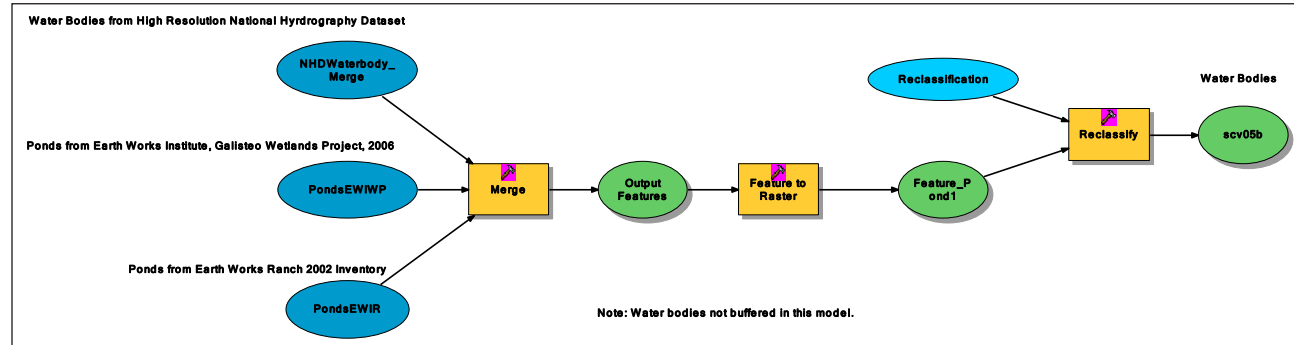 Water Bodies from High Resolution National Hyrdrography Dataset
NHDWaterbody_
Merge
Reclassification
Water Bodies
Reclassify
scv05b
Ponds from Earth Works Institute, Galisteo Wetlands Project, 2006
PondsEWIWP
Merge
Output
Features
Feature to
Raster
Feature_P
ond1
Ponds from Earth Works Ranch 2002 Inventory
PondsEWIR
Note: Water bodies not buffered in this model.